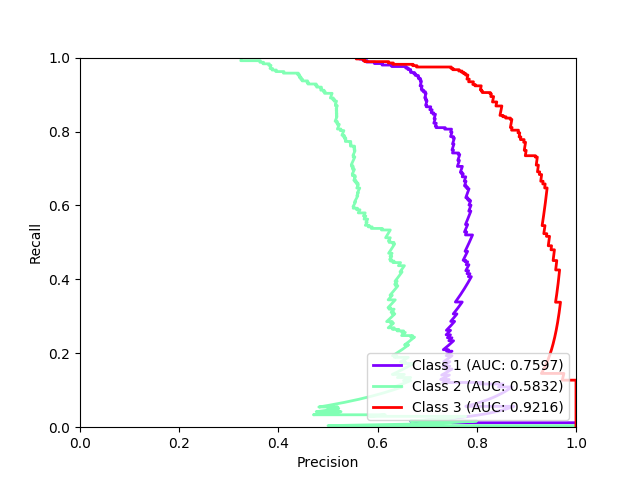 1.0
0.8
0.6
0.4
0.2
0.0
Recall
Class 1 (AUC: 0.7597)
Class 2 (AUC: 0.5832)
Class 3 (AUC: 0.9216)
0.0 0.2 0.4 0.6 0.8 1.0
Precision